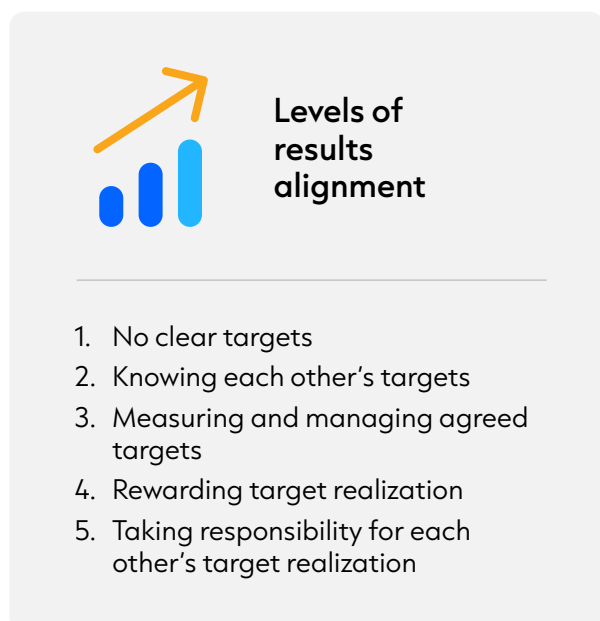 Levels of
results
alignment
1. No clear targets
2. Knowing each other's targets
3. Measuring and managing agreed
targets
4. Rewarding target realization
5. Taking responsibility for each
other's target realization